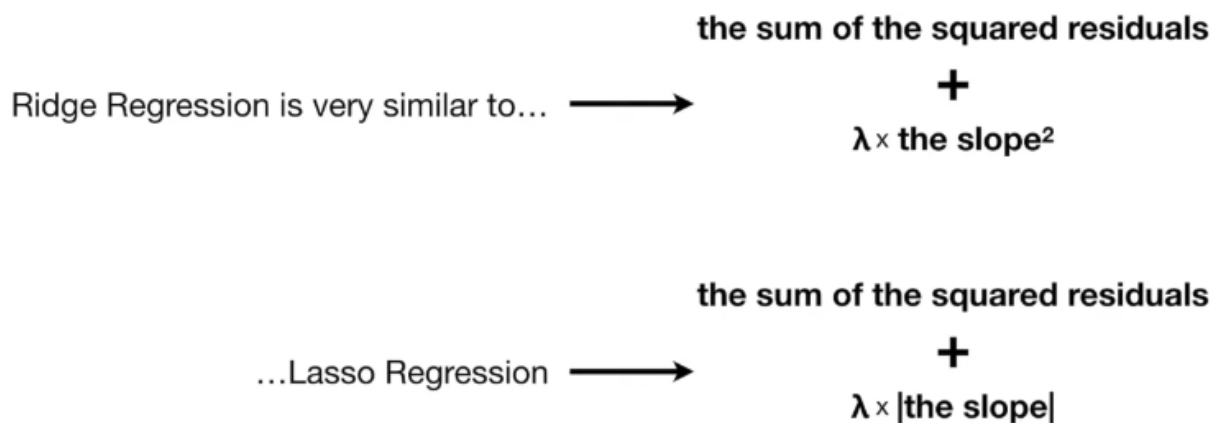 the sum of the squared residuals
Ridge Regression is very similar to…
+
λ x the slope²
the sum of the squared residuals
+
…Lasso Regression
λ x |the slope|